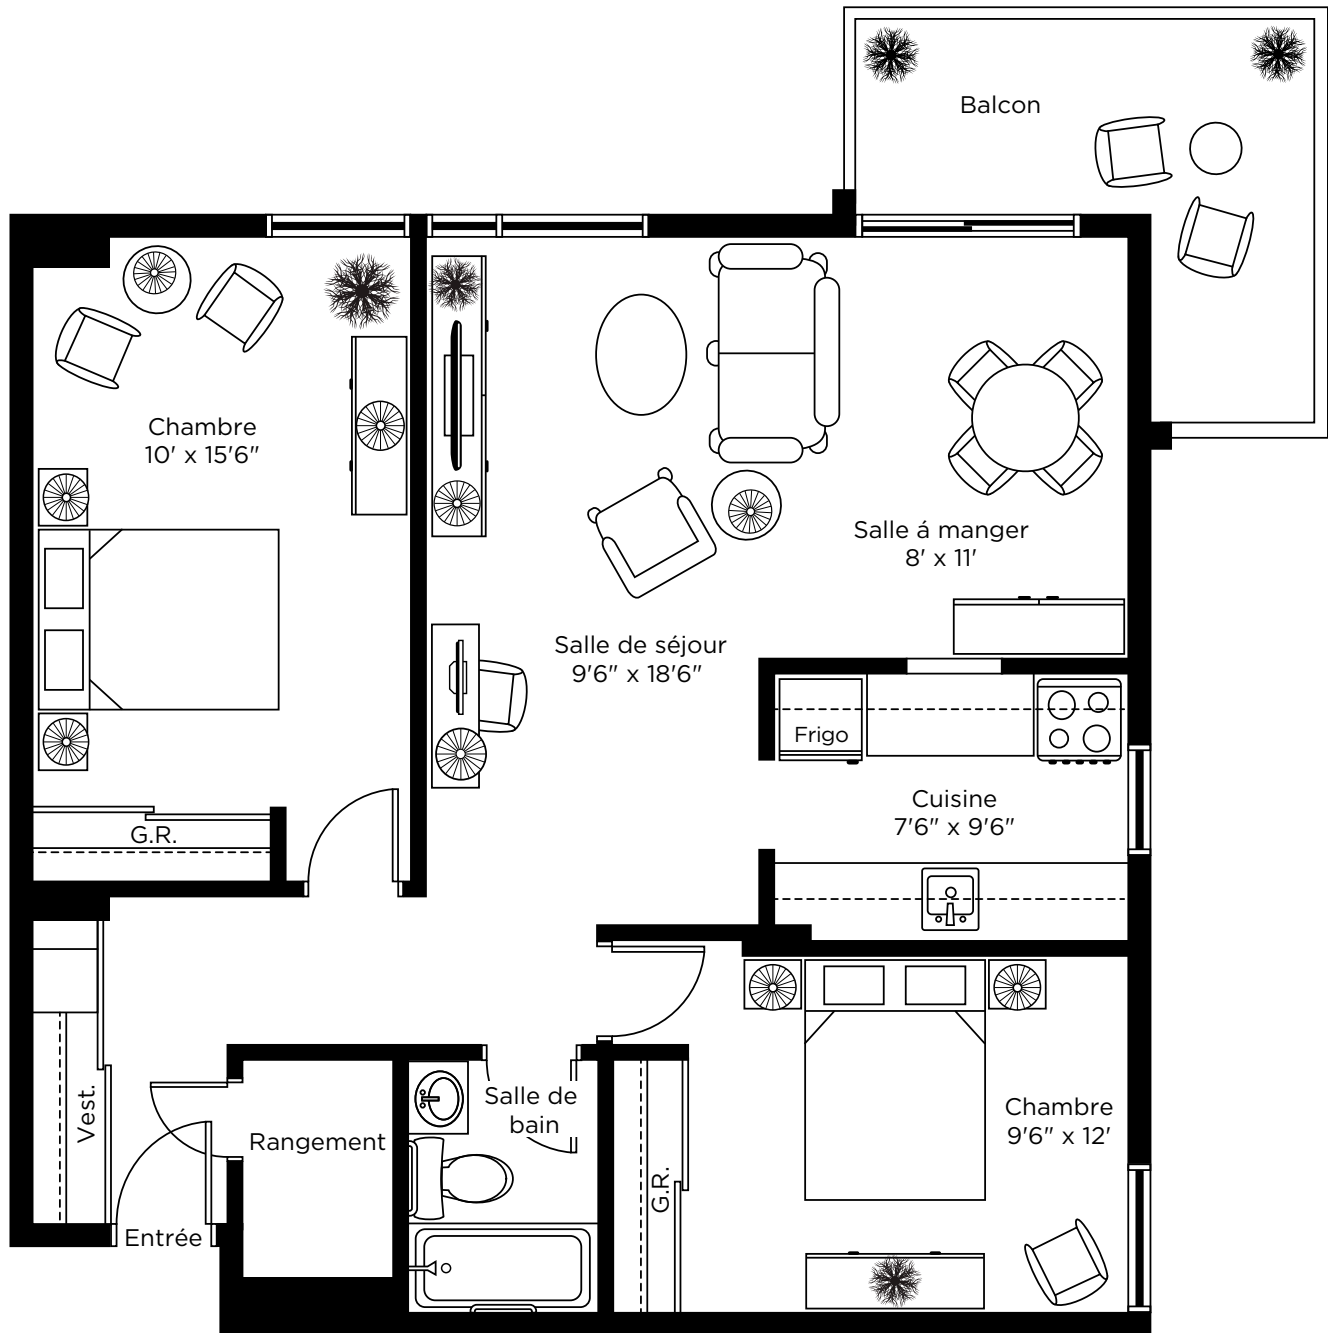 Balcon
Chambre
10' x 15'6"
Salle á manger
8' x 11'
Salle de séjour
9'6" x 18'6"
Frigo
Cuisine
7'6" x 9'6"
G.R.
Vest.
Salle de
bain
Chambre
9'6" x 12'
Rangement
G.R.
Entrée